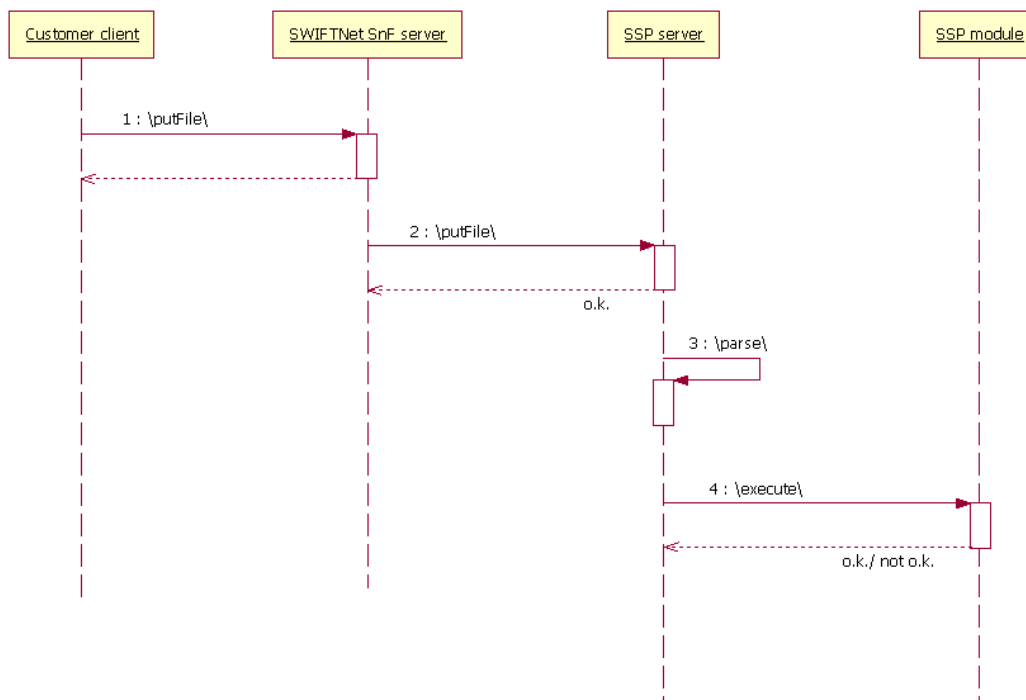 Customer client
SWIFTNet SnF server
SSP server
SSP module
1 : \putFile\
2 : \putFile\
o.k.
3 : \parse\
4 : \execute\
o.k./ not o.k.